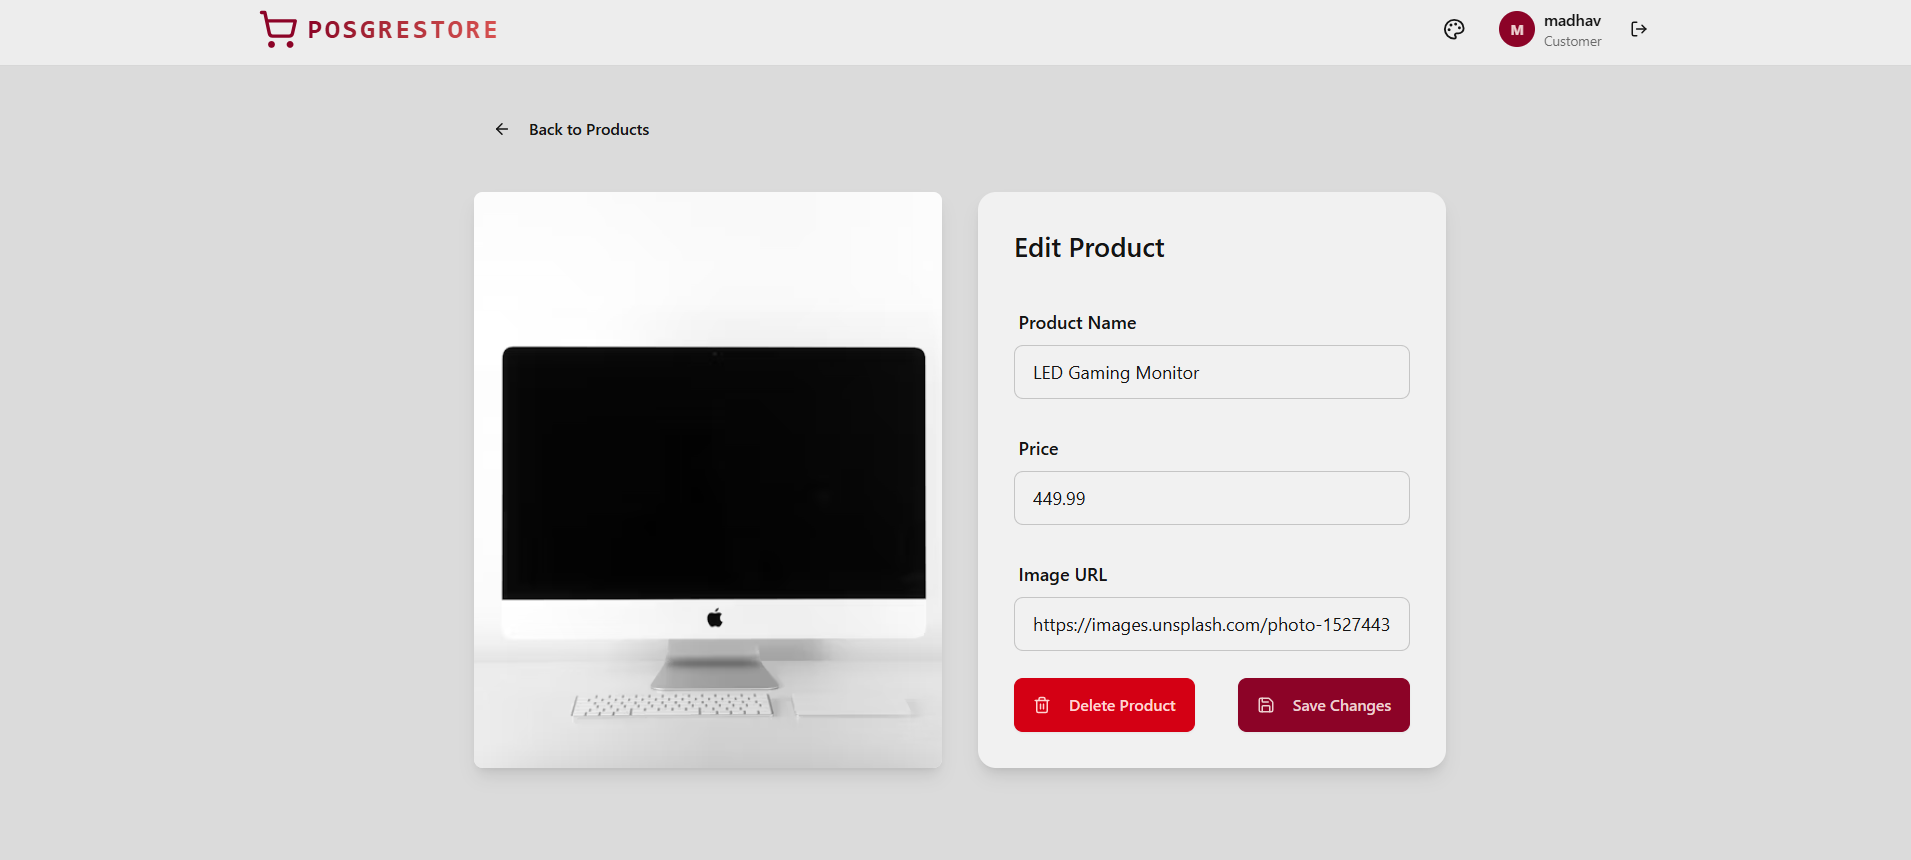 POSGRESTORE
M
madhav
Customer
Back to Products
Edit Product
Product Name
LED Gaming Monitor
Price
449.99
Image URL
https://images.unsplash.com/photo-1527443
Delete Product
Save Changes